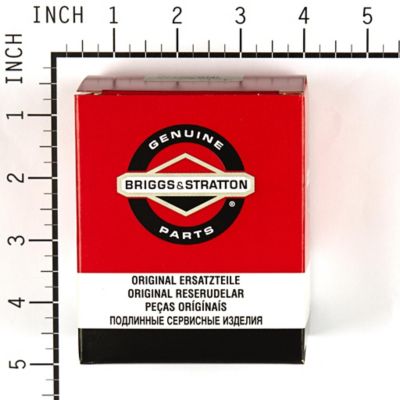 INCH 1 2 3 4 5
INCH
1
2
3
4
5
GENUINE
BRIGGS&STRATTON
®
PARTS
ORIGINAL ERSATZTEILE
ORIGINAL RESERUDELAR
PEÇAS ORÍGÍNAÍS
ПОДЛИННЫЕ СЕРВИСНЫЕ ИЗДЕЛИЯ